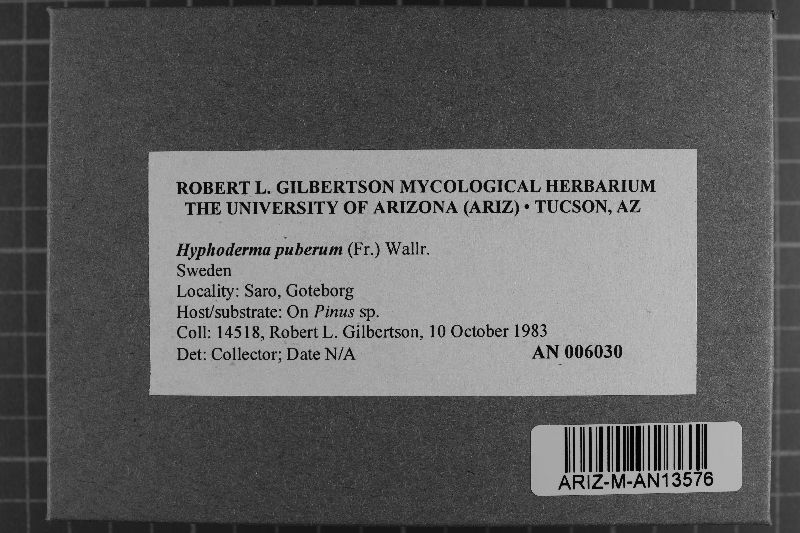 ROBERT L. GILBERTSON MYCOLOGICAL HERBARIUM
THE UNIVERSITY OF ARIZONA (ARIZ) • TUCSON, AZ
Hyphoderma puberum (Fr.) Wallr.
Sweden
Locality: Saro, Goteborg
Host/substrate: On Pinus sp.
Coll: 14518, Robert L. Gilbertson, 10 October 1983
Det: Collector; Date N/A AN 006030
ARIZ-M-AN13576